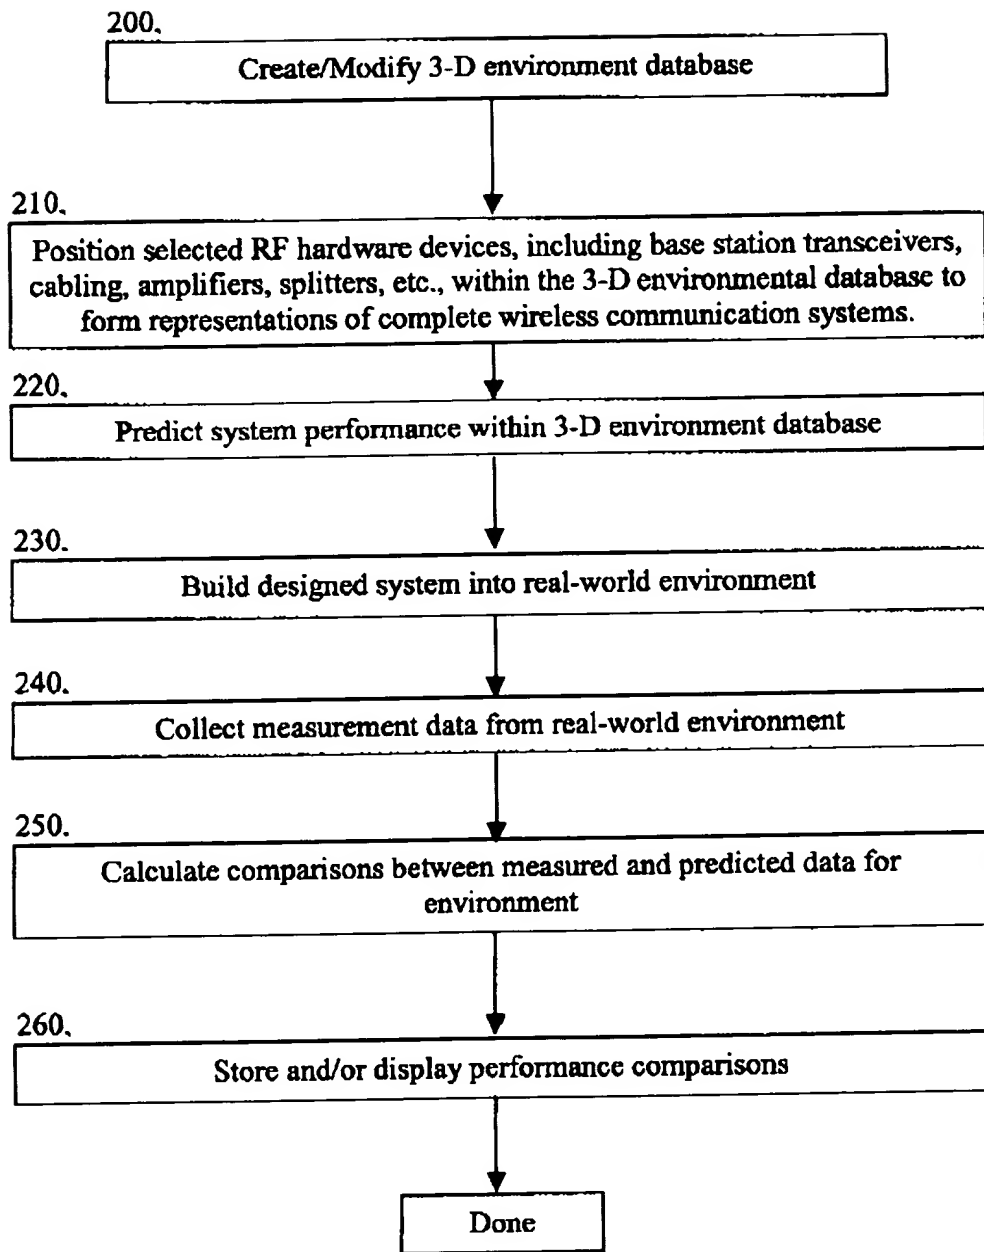 200.
Create/Modify 3-D environment database
210.
Position selected RF hardware devices, including base station transceivers,
cabling, amplifiers, splitters, etc., within the 3-D environmental database to
form representations of complete wireless communication systems.
220.
Predict system performance within 3-D environment database
230.
Build designed system into real-world environment
240.
Collect measurement data from real-world environment
250.
Calculate comparisons between measured and predicted data for
environment
260.
Store and/or display performance comparisons
Done